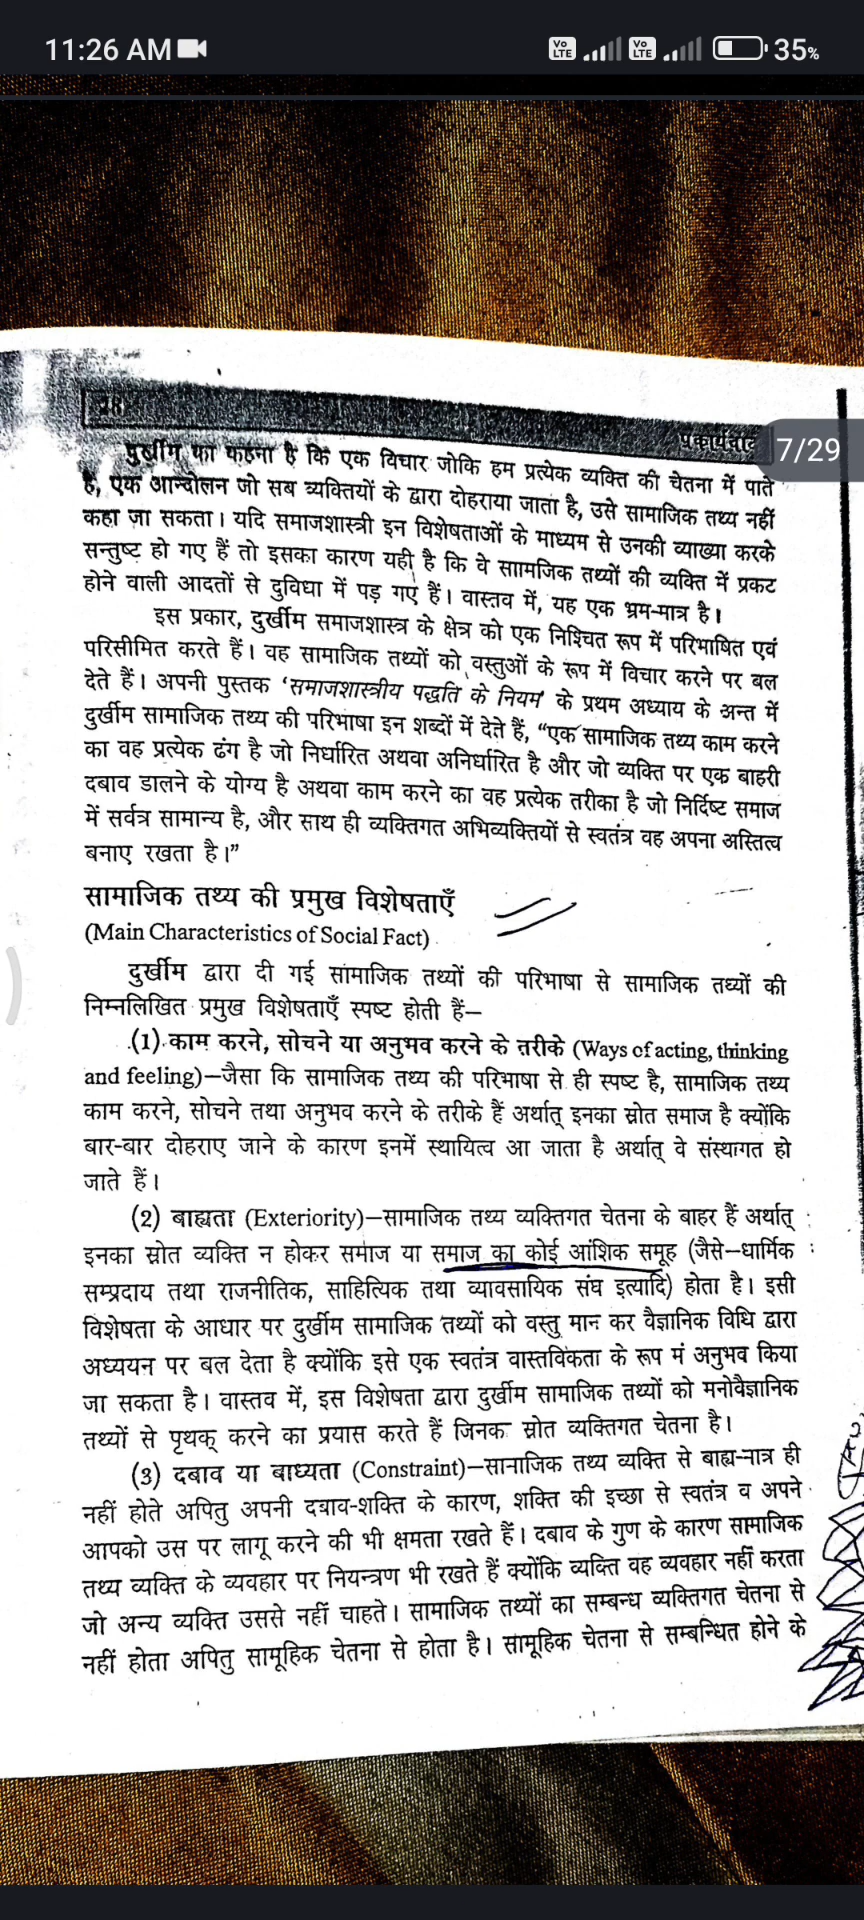 11:26 AM
Vo LTE Vo LTE 35%
18
प्रकार्यवाद
7/29
दुर्खीम का कहना है कि एक विचार जोकि हम प्रत्येक व्यक्ति की चेतना में पाते
हैं, एक आन्दोलन जो सब व्यक्तियों के द्वारा दोहराया जाता है, उसे सामाजिक तथ्य नहीं
कहा जा सकता। यदि समाजशास्त्री इन विशेषताओं के माध्यम से उनकी व्याख्या करके
सन्तुष्ट हो गए हैं तो इसका कारण यही है कि वे साामजिक तथ्यों की व्यक्ति में प्रकट
होने वाली आदतों से दुविधा में पड़ गए हैं। वास्तव में, यह एक भ्रम-मात्र है।
इस प्रकार, दुर्खीम समाजशास्त्र के क्षेत्र को एक निश्चित रूप में परिभाषित एवं
परिसीमित करते हैं। वह सामाजिक तथ्यों को वस्तुओं के रूप में विचार करने पर बल
देते हैं। अपनी पुस्तक ‘समाजशास्त्रीय पद्धति के नियम’ के प्रथम अध्याय के अन्त में
दुर्खीम सामाजिक तथ्य की परिभाषा इन शब्दों में देते हैं, “एक सामाजिक तथ्य काम करने
का वह प्रत्येक ढंग है जो निर्धारित अथवा अनिर्धारित है और जो व्यक्ति पर एक बाहरी
दबाव डालने के योग्य है अथवा काम करने का वह प्रत्येक तरीका है जो निर्दिष्ट समाज
में सर्वत्र सामान्य है, और साथ ही व्यक्तिगत अभिव्यक्तियों से स्वतंत्र वह अपना अस्तित्व
बनाए रखता है।”
सामाजिक तथ्य की प्रमुख विशेषताएँ
(Main Characteristics of Social Fact)
दुर्खीम द्वारा दी गई सामाजिक तथ्यों की परिभाषा से सामाजिक तथ्यों की
निम्नलिखित प्रमुख विशेषताएँ स्पष्ट होती हैं—
(1) काम करने, सोचने या अनुभव करने के तरीके (Ways of acting, thinking
and feeling)—जैसा कि सामाजिक तथ्य की परिभाषा से ही स्पष्ट है, सामाजिक तथ्य
काम करने, सोचने तथा अनुभव करने के तरीके हैं अर्थात् इनका स्रोत समाज है क्योंकि
बार-बार दोहराए जाने के कारण इनमें स्थायित्व आ जाता है अर्थात् वे संस्थागत हो
जाते हैं।
(2) बाह्यता (Exteriority)—सामाजिक तथ्य व्यक्तिगत चेतना के बाहर हैं अर्थात्
इनका स्रोत व्यक्ति न होकर समाज या समाज का कोई आंशिक समूह (जैसे—धार्मिक
सम्प्रदाय तथा राजनीतिक, साहित्यिक तथा व्यावसायिक संघ इत्यादि) होता है। इसी
विशेषता के आधार पर दुर्खीम सामाजिक तथ्यों को वस्तु मान कर वैज्ञानिक विधि द्वारा
अध्ययन पर बल देता है क्योंकि इसे एक स्वतंत्र वास्तविकता के रूप मं अनुभव किया
जा सकता है। वास्तव में, इस विशेषता द्वारा दुर्खीम सामाजिक तथ्यों को मनोवैज्ञानिक
तथ्यों से पृथक् करने का प्रयास करते हैं जिनक स्रोत व्यक्तिगत चेतना है।
(3) दबाव या बाध्यता (Constraint)—सामाजिक तथ्य व्यक्ति से बाह्य-मात्र ही
नहीं होते अपितु अपनी दबाव-शक्ति के कारण, शक्ति की इच्छा से स्वतंत्र व अपने
आपको उस पर लागू करने की भी क्षमता रखते हैं। दबाव के गुण के कारण सामाजिक
तथ्य व्यक्ति के व्यवहार पर नियन्त्रण भी रखते हैं क्योंकि व्यक्ति वह व्यवहार नहीं करता
जो अन्य व्यक्ति उससे नहीं चाहते। सामाजिक तथ्यों का सम्बन्ध व्यक्तिगत चेतना से
नहीं होता अपितु सामूहिक चेतना से होता है। सामूहिक चेतना से सम्बन्धित होने के